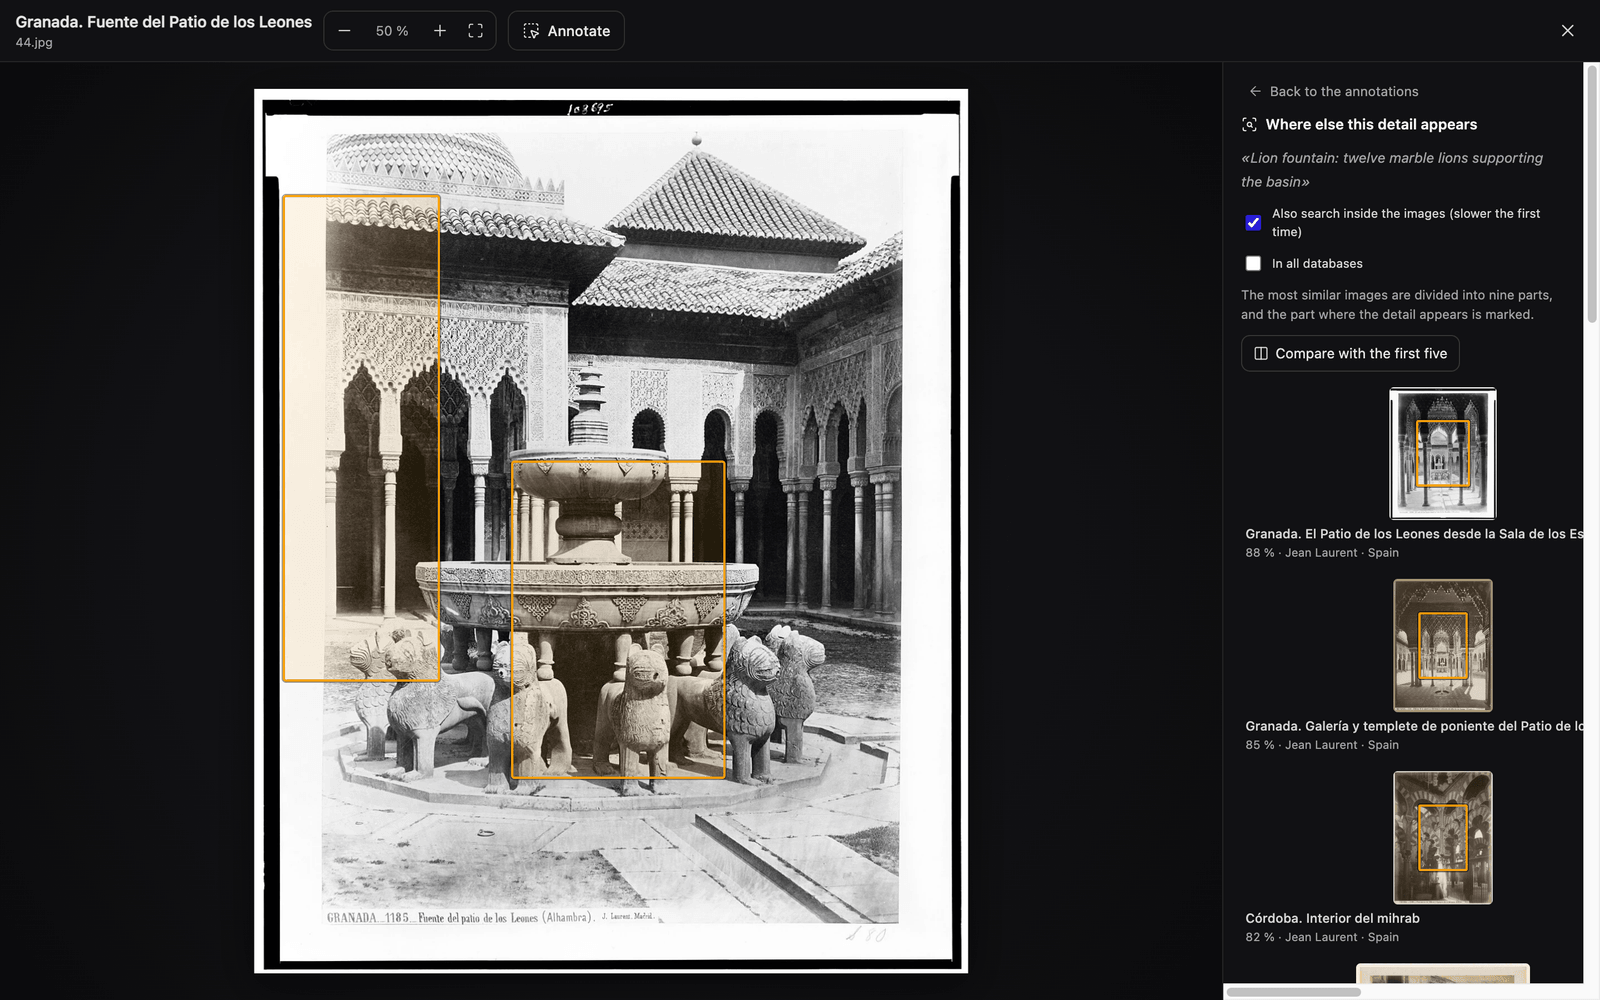 Granada. Fuente del Patio de los Leones
44.jpg
50 %
Annotate
108695
GRANADA. 1185. Fuente del patio de los Leones (Alhambra). J. Laurent. Madrid.
Back to the annotations
Where else this detail appears
«Lion fountain: twelve marble lions supporting
the basin»
Also search inside the images (slower the first
time)
In all databases
The most similar images are divided into nine parts,
and the part where the detail appears is marked.
Compare with the first five
Granada. El Patio de los Leones desde la Sala de los Es
88 % · Jean Laurent · Spain
Granada. Galería y templete de poniente del Patio de lo
85 % · Jean Laurent · Spain
Córdoba. Interior del mihrab
82 % · Jean Laurent · Spain